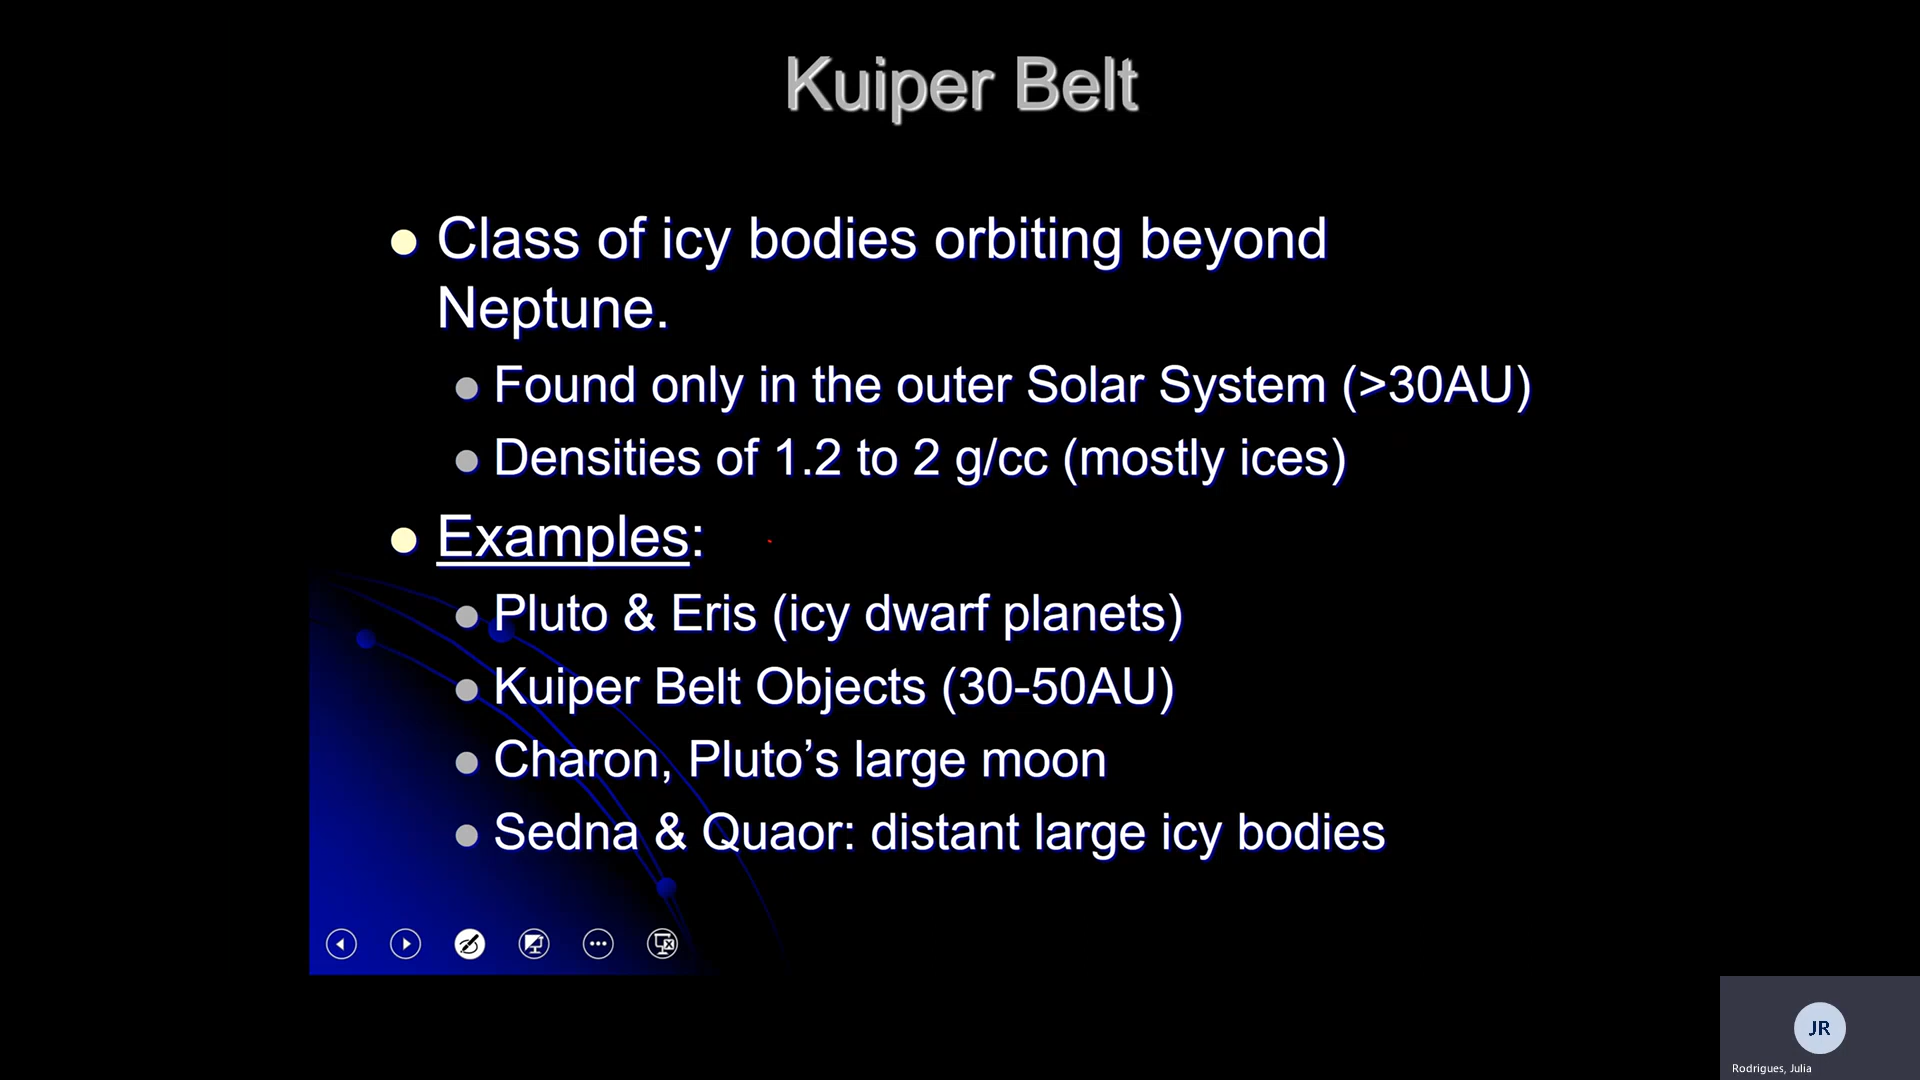 Kuiper Belt
Class of icy bodies orbiting beyond
Neptune.
Found only in the outer Solar System (>30AU)
Densities of 1.2 to 2 g/cc (mostly ices)
Examples:
Pluto & Eris (icy dwarf planets)
Kuiper Belt Objects (30-50AU)
Charon, Pluto’s large moon
Sedna & Quaor: distant large icy bodies
JR
Rodrigues, Julia